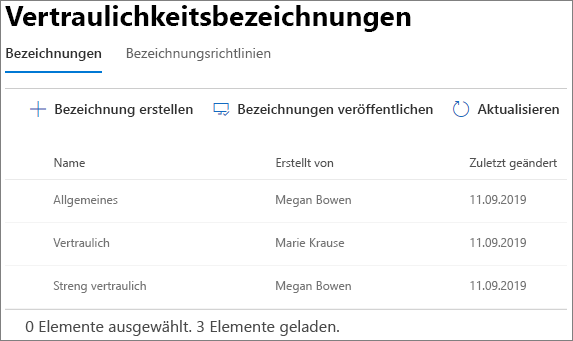 Vertraulichkeitsbezeichnungen
Bezeichnungen Bezeichnungsrichtlinien
Bezeichnung erstellen Bezeichnungen veröffentlichen Aktualisieren
Name Erstellt von Zuletzt geändert
Allgemeines Megan Bowen 11.09.2019
Vertraulich Marie Krause 11.09.2019
Streng vertraulich Megan Bowen 11.09.2019
0 Elemente ausgewählt. 3 Elemente geladen.